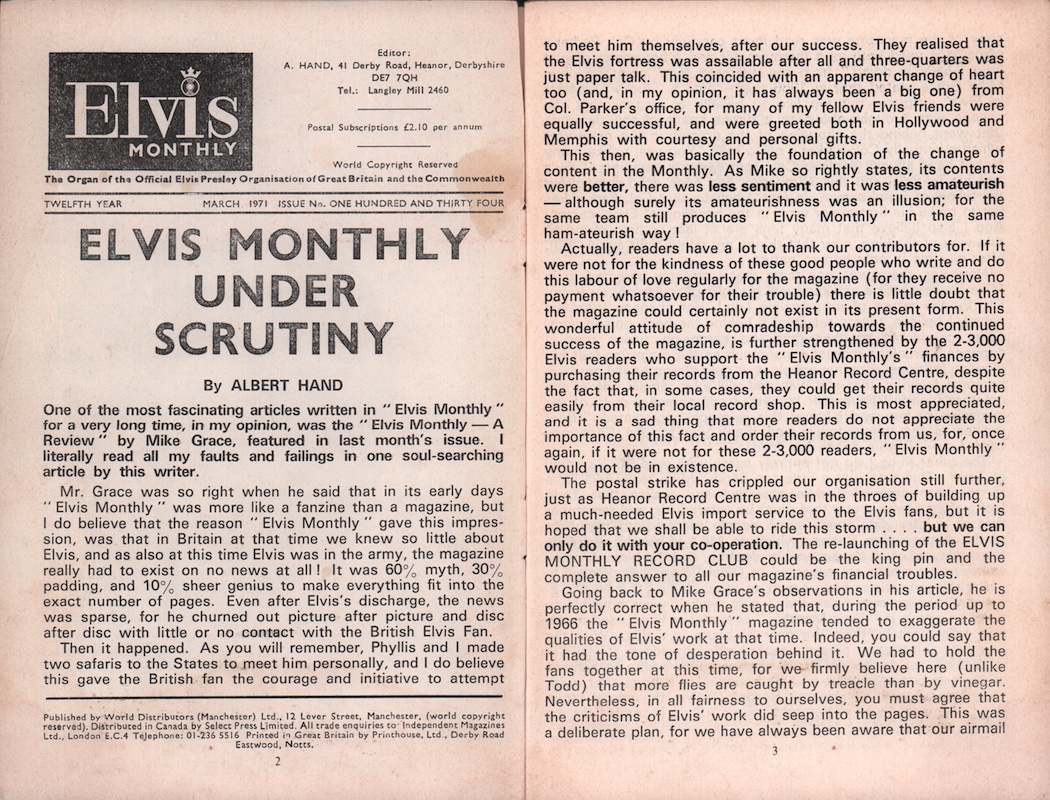 Elvis
MONTHLY
Editor:
A. HAND, 41 Derby Road, Heanor, Derbyshire
DE7 7QH
Tel.: Langley Mill 2460
Postal Subscriptions £2.10 per annum
World Copyright Reserved
The Organ of the Official Elvis Presley Organisation of Great Britain and the Commonwealth
TWELFTH YEAR MARCH 1971 ISSUE No. ONE HUNDRED AND THIRTY FOUR
ELVIS MONTHLY
UNDER
SCRUTINY
By ALBERT HAND
One of the most fascinating articles written in "Elvis Monthly"
for a very long time, in my opinion, was the "Elvis Monthly — A
Review" by Mike Grace, featured in last month's issue. I
literally read all my faults and failings in one soul-searching
article by this writer.
Mr. Grace was so right when he said that in its early days
"Elvis Monthly" was more like a fanzine than a magazine, but
I do believe that the reason "Elvis Monthly" gave this impres-
sion, was that in Britain at that time we knew so little about
Elvis, and as also at this time Elvis was in the army, the magazine
really had to exist on no news at all! It was 60% myth, 30%
padding, and 10% sheer genius to make everything fit into the
exact number of pages. Even after Elvis's discharge, the news
was sparse, for he churned out picture after picture and disc
after disc with little or no contact with the British Elvis Fan.
Then it happened. As you will remember, Phyllis and I made
two safaris to the States to meet him personally, and I do believe
this gave the British fan the courage and initiative to attempt
Published by World Distributors (Manchester) Ltd., 12 Lever Street, Manchester, (world copyright
reserved). Distributed in Canada by Select Press Limited. All trade enquiries to Independent Magazines
Ltd., London E.C.4 Telephone: 01-236 5516 Printed in Great Britain by Printhouse, Ltd., Derby Road
Eastwood, Notts.
2
to meet him themselves, after our success. They realised that
the Elvis fortress was assailable after all and three-quarters was
just paper talk. This coincided with an apparent change of heart
too (and, in my opinion, it has always been a big one) from
Col. Parker's office, for many of my fellow Elvis friends were
equally successful, and were greeted both in Hollywood and
Memphis with courtesy and personal gifts.
This then, was basically the foundation of the change of
content in the Monthly. As Mike so rightly states, its contents
were better, there was less sentiment and it was less amateurish
— although surely its amateurishness was an illusion; for the
same team still produces "Elvis Monthly" in the same
ham-ateurish way!
Actually, readers have a lot to thank our contributors for. If it
were not for the kindness of these good people who write and do
this labour of love regularly for the magazine (for they receive no
payment whatsoever for their trouble) there is little doubt that
the magazine could certainly not exist in its present form. This
wonderful attitude of comradeship towards the continued
success of the magazine, is further strengthened by the 2-3,000
Elvis readers who support the "Elvis Monthly's" finances by
purchasing their records from the Heanor Record Centre, despite
the fact that, in some cases, they could get their records quite
easily from their local record shop. This is most appreciated,
and it is a sad thing that more readers do not appreciate the
importance of this fact and order their records from us, for, once
again, if it were not for these 2-3,000 readers, "Elvis Monthly"
would not be in existence.
The postal strike has crippled our organisation still further,
just as Heanor Record Centre was in the throes of building up
a much-needed Elvis import service to the Elvis fans, but it is
hoped that we shall be able to ride this storm . . . . but we can
only do it with your co-operation. The re-launching of the ELVIS
MONTHLY RECORD CLUB could be the king pin and the
complete answer to all our magazine's financial troubles.
Going back to Mike Grace's observations in his article, he is
perfectly correct when he stated that, during the period up to
1966 the "Elvis Monthly" magazine tended to exaggerate the
qualities of Elvis' work at that time. Indeed, you could say that
it had the tone of desperation behind it. We had to hold the
fans together at this time, for we firmly believe here (unlike
Todd) that more flies are caught by treacle than by vinegar.
Nevertheless, in all fairness to ourselves, you must agree that
the criticisms of Elvis' work did seep into the pages. This was
a deliberate plan, for we have always been aware that our airmail
3